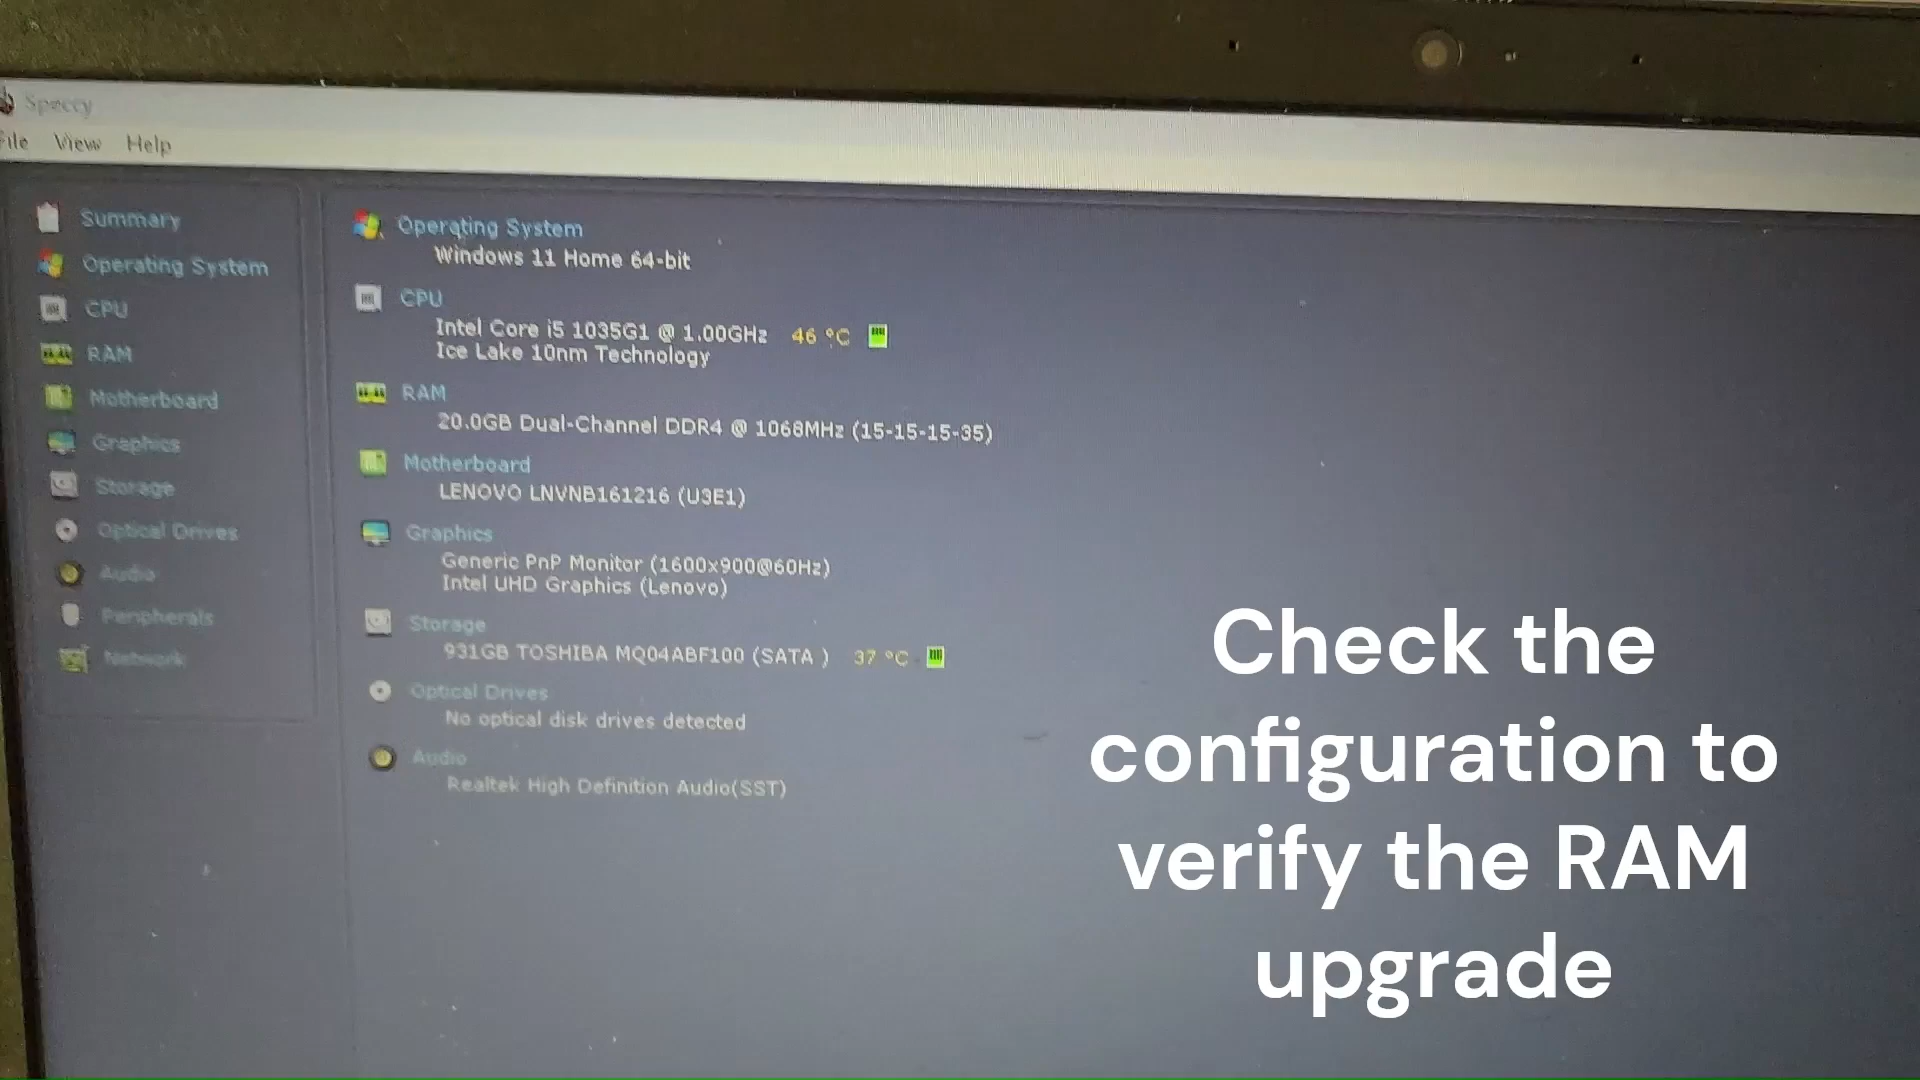 Speccy
File View Help
Summary
Operating System
CPU
RAM
Motherboard
Graphics
Storage
Optical Drives
Audio
Peripherals
Network
Operating System
Windows 11 Home 64-bit
CPU
Intel Core i5 1035G1 @ 1.00GHz 46 °C
Ice Lake 10nm Technology
RAM
20.0GB Dual-Channel DDR4 @ 1068MHz (15-15-15-35)
Motherboard
LENOVO LNVNB161216 (U3E1)
Graphics
Generic PnP Monitor (1600x900@60Hz)
Intel UHD Graphics (Lenovo)
Storage
931GB TOSHIBA MQ04ABF100 (SATA ) 37 °C
Optical Drives
No optical disk drives detected
Audio
Realtek High Definition Audio(SST)
Check the
configuration to
verify the RAM
upgrade